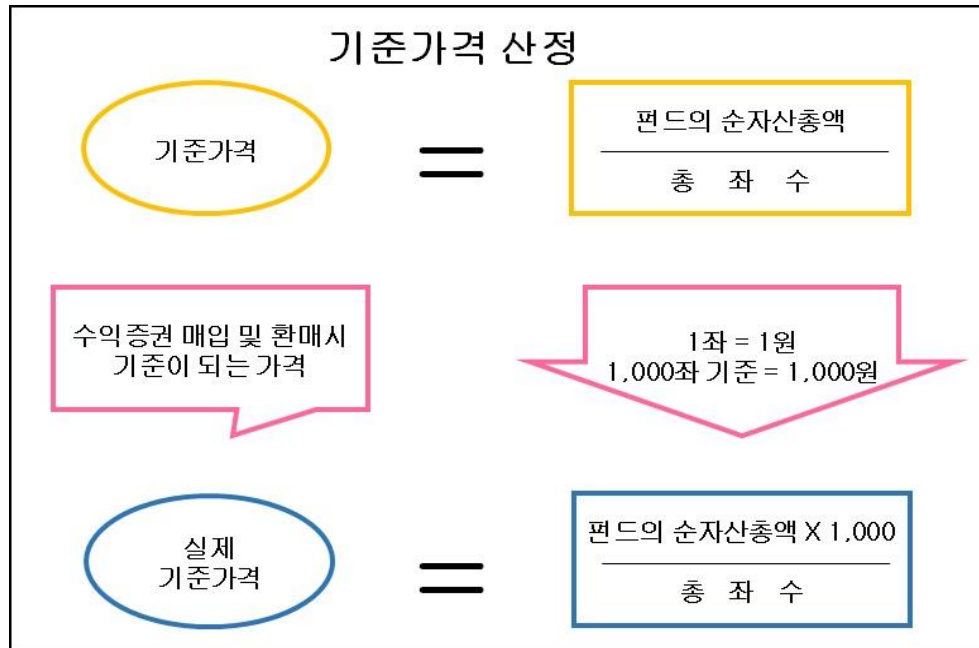 기준가격 산정
기준가격
=
펀드의 순자산총액
총 좌 수
수익증권 매입 및 환매시
기준이 되는 가격
1좌 = 1원
1,000좌 기준 = 1,000원
실제
기준가격
=
펀드의 순자산총액 X 1,000
총 좌 수